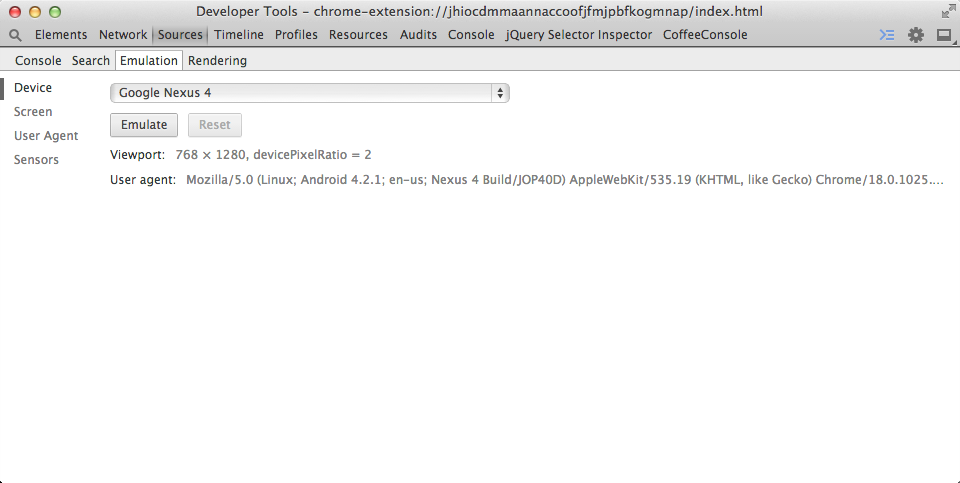 Developer Tools - chrome-extension://jhiocdmmaannaccoofjfmjpbfkogmnap/index.html
Elements Network Sources Timeline Profiles Resources Audits Console jQuery Selector Inspector CoffeeConsole
Console Search Emulation Rendering
Device
Google Nexus 4
Screen
Emulate Reset
User Agent
Viewport: 768 × 1280, devicePixelRatio = 2
Sensors
User agent: Mozilla/5.0 (Linux; Android 4.2.1; en-us; Nexus 4 Build/JOP40D) AppleWebKit/535.19 (KHTML, like Gecko) Chrome/18.0.1025.…